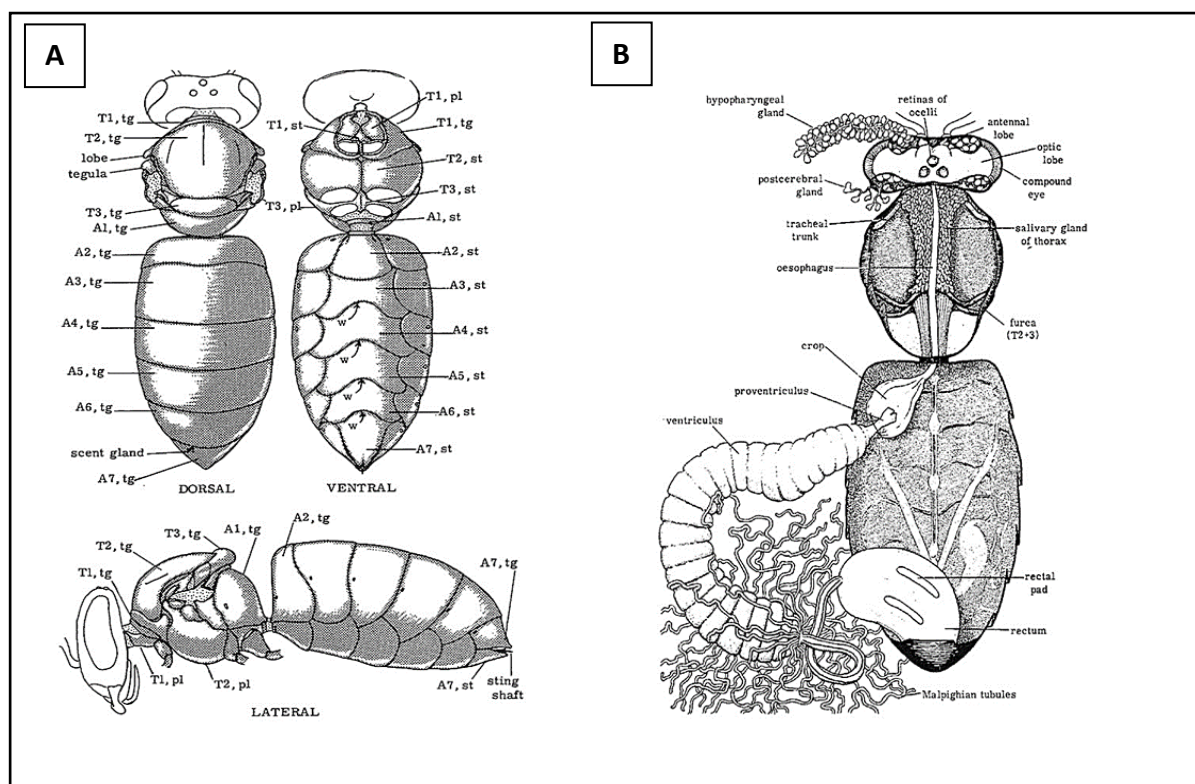 A
T1, tg
T2, tg
lobe
tegula
T3, tg
A1, tg
A2, tg
A3, tg
A4, tg
A5, tg
A6, tg
scent gland
A7, tg
DORSAL
T1, pl
T1, st
T1, tg
T2, st
T3, st
T3, pl
A1, st
A2, st
A3, st
w
A4, st
w
A5, st
w
A6, st
w
A7, st
VENTRAL
T3, tg
A1, tg
A2, tg
T2, tg
T1, tg
A7, tg
T1, pl
T2, pl
A7, st
sting
shaft
LATERAL
B
hypopharyngeal
gland
retinas of
ocelli
antennal
lobe
optic
lobe
compound
eye
postcerebral
gland
tracheal
trunk
salivary gland
of thorax
oesophagus
furca
(T2+3)
crop
proventriculus
ventriculus
rectal
pad
rectum
Malpighian tubules